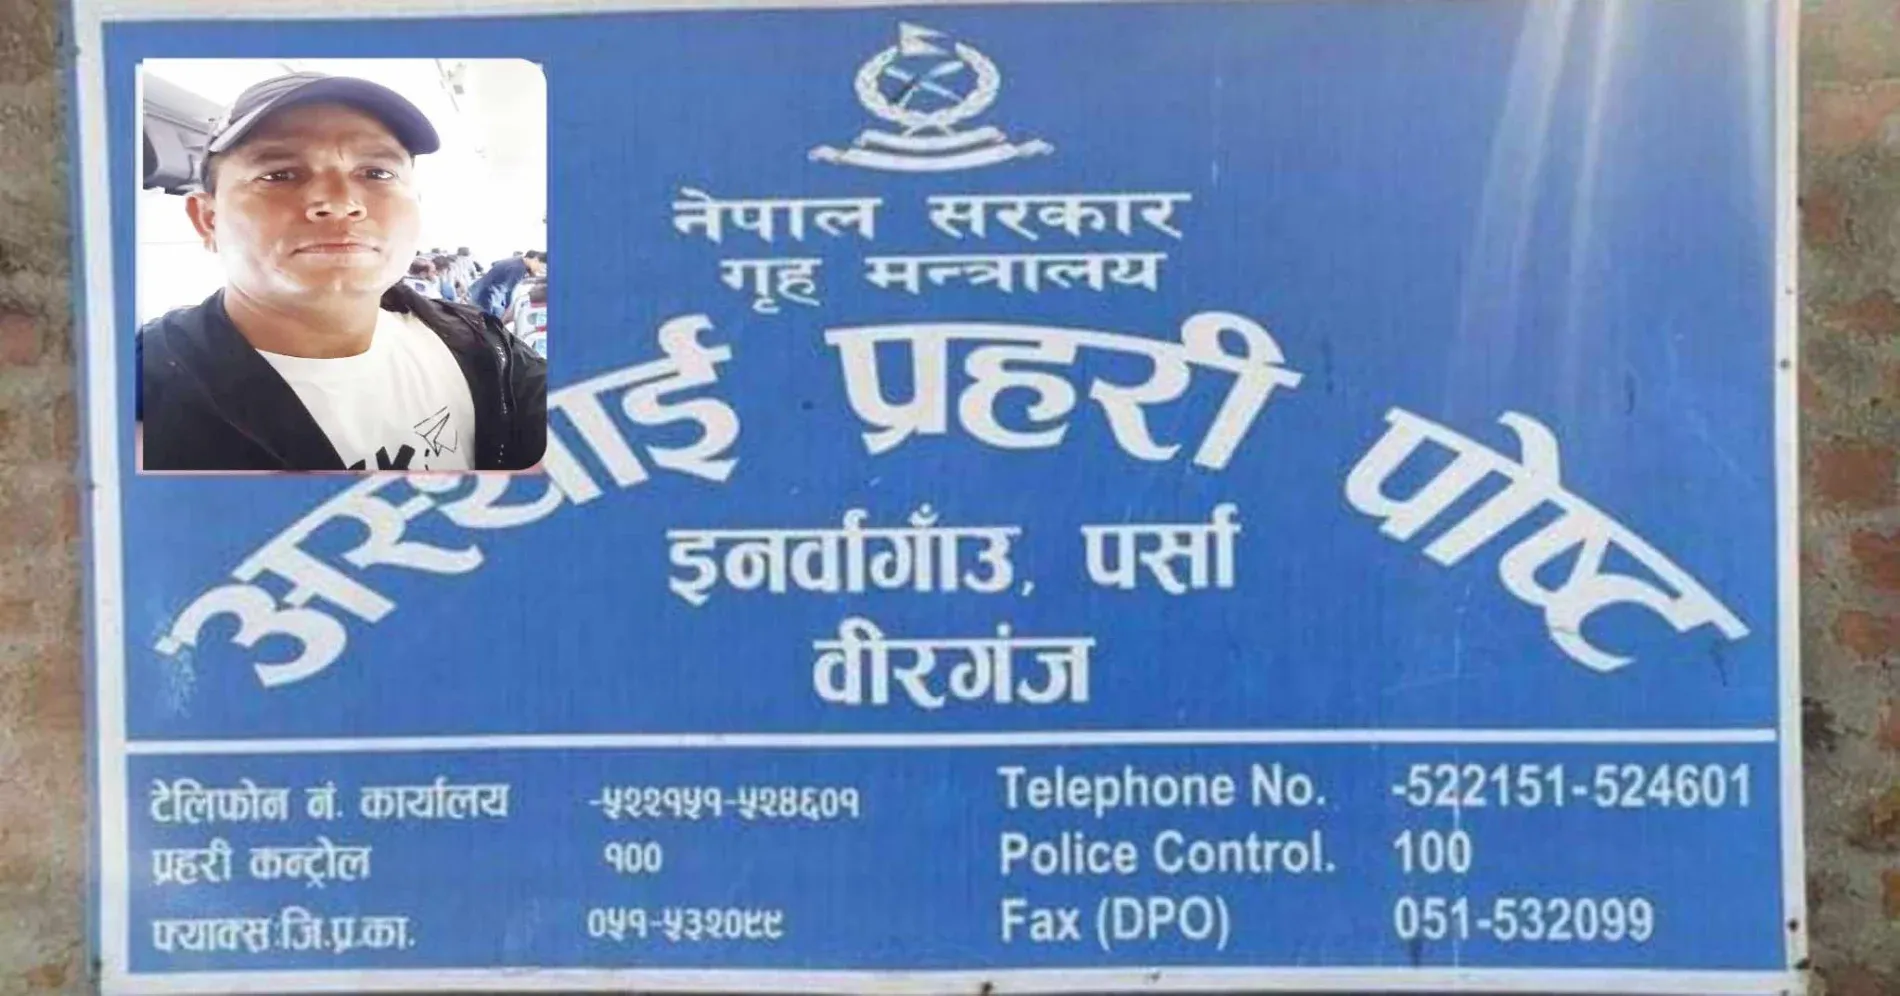 नेपाल सरकार
गृह मन्त्रालय
अस्थाई प्रहरी पोष्ट
इनर्वागाँउ, पर्सा
वीरगंज
टेलिफोन नं. कार्यालय -५२२१५१-५२४६०१
प्रहरी कन्ट्रोल १००
फ्याक्स:जि.प्र.का. ०५१-५३२०९९
Telephone No. -522151-524601
Police Control. 100
Fax (DPO) 051-532099